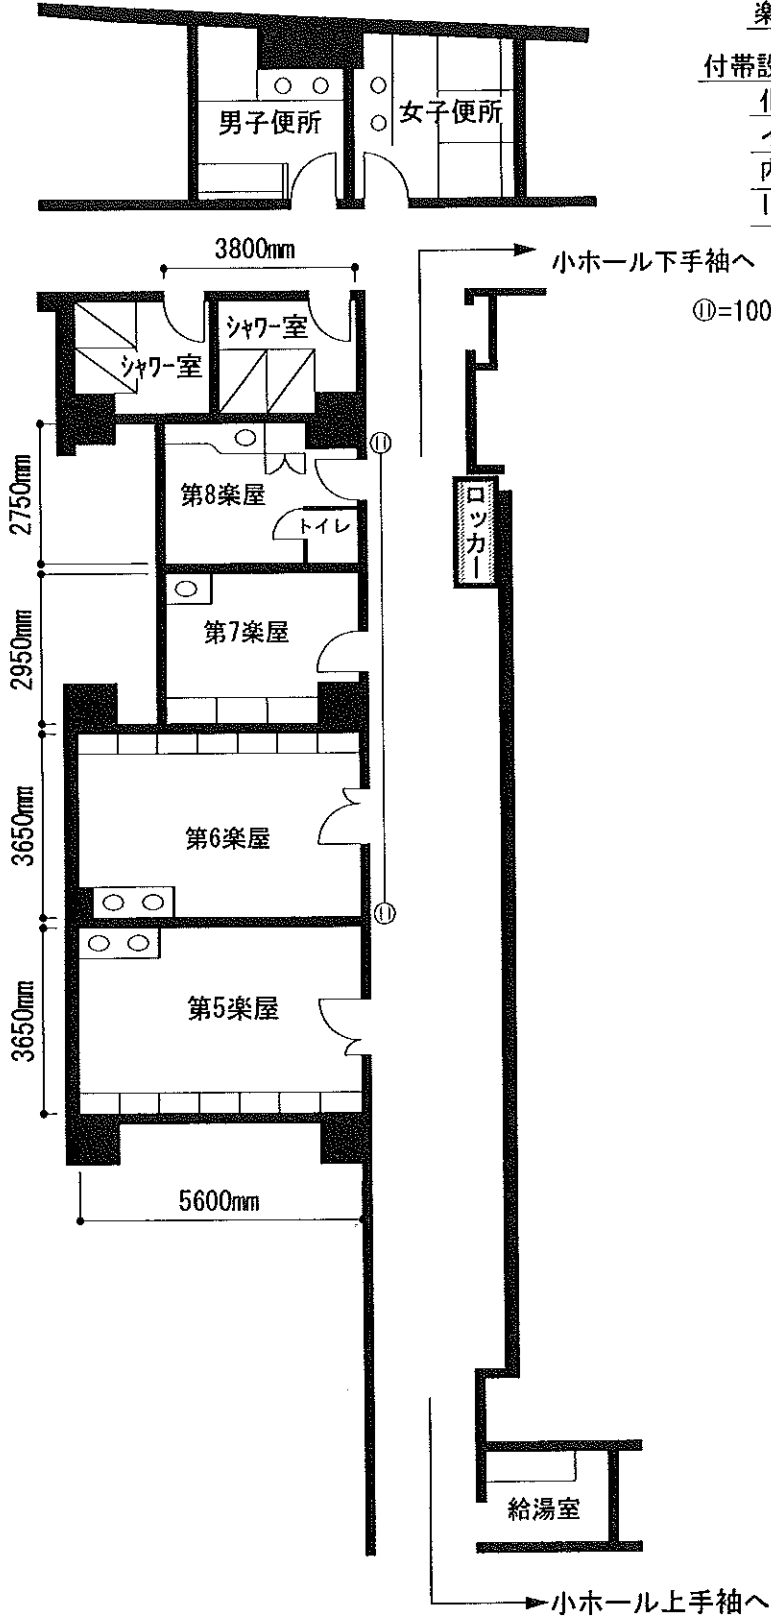 楽
付帯設
男子便所
女子便所
3800mm
小ホール下手袖へ
⑪=100
シャワー室
シャワー室
2750mm
第8楽屋
トイレ
ロッカー
2950mm
第7楽屋
3650mm
第6楽屋
⑪
⑪
3650mm
第5楽屋
5600mm
給湯室
小ホール上手袖へ